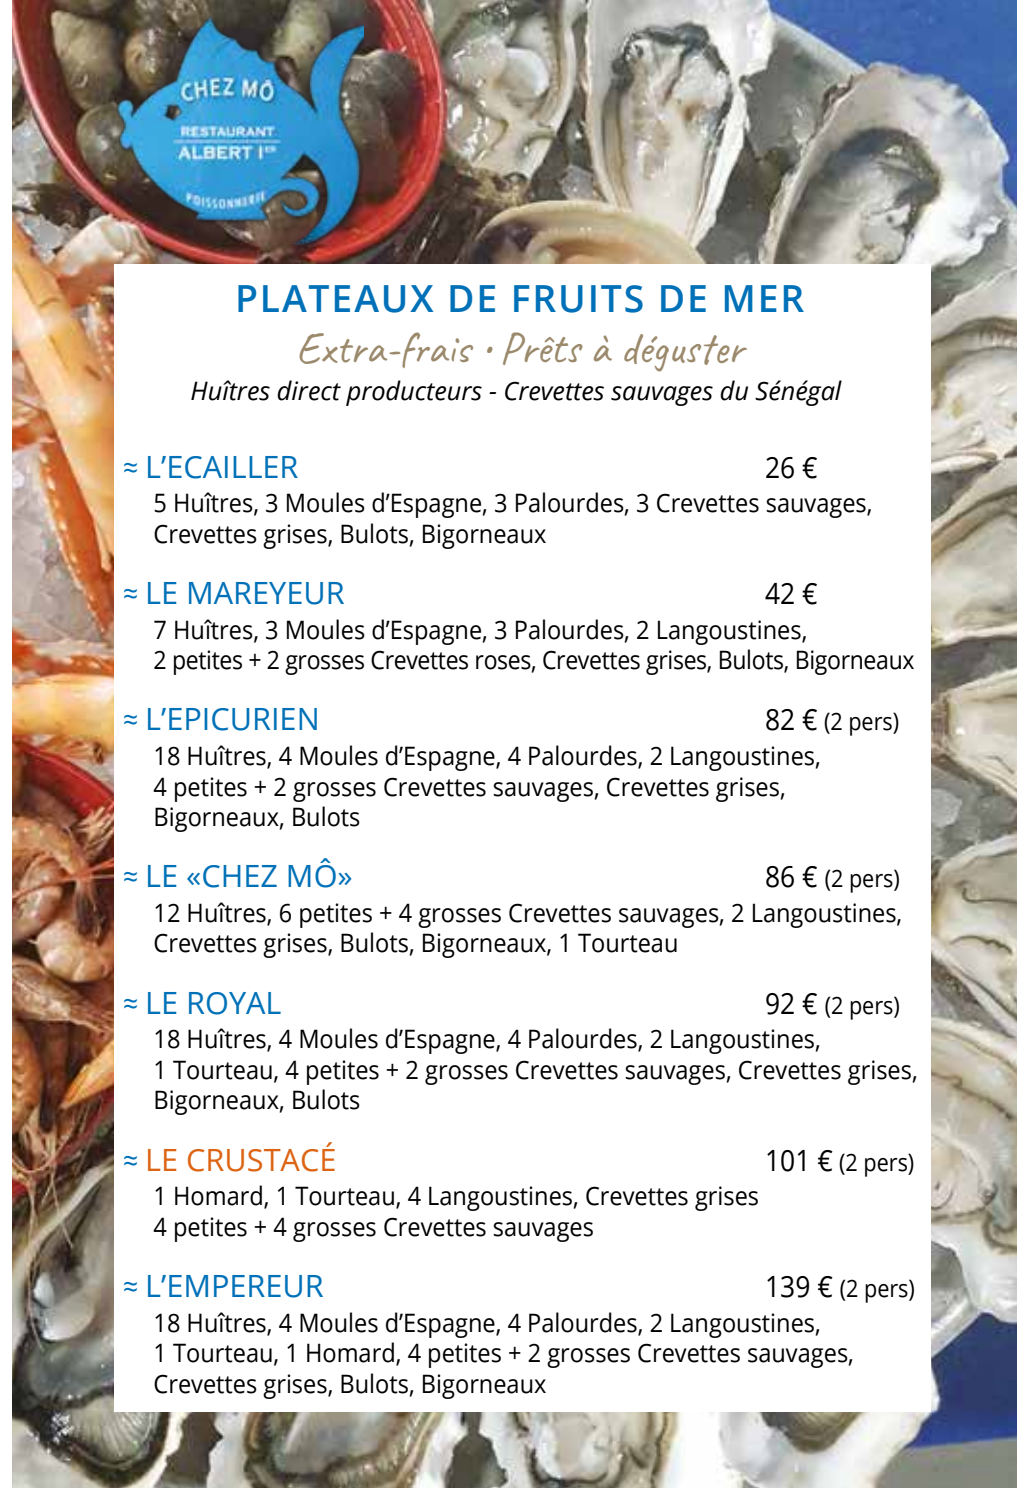 CHEZ MÔ
RESTAURANT
ALBERT IER
POISSONNERIE
PLATEAUX DE FRUITS DE MER
Extra-frais • Prêts à déguster
Huîtres direct producteurs - Crevettes sauvages du Sénégal
≈ L’ECAILLER 26 €
5 Huîtres, 3 Moules d’Espagne, 3 Palourdes, 3 Crevettes sauvages,
Crevettes grises, Bulots, Bigorneaux
≈ LE MAREYEUR 42 €
7 Huîtres, 3 Moules d’Espagne, 3 Palourdes, 2 Langoustines,
2 petites + 2 grosses Crevettes roses, Crevettes grises, Bulots, Bigorneaux
≈ L’EPICURIEN 82 € (2 pers)
18 Huîtres, 4 Moules d’Espagne, 4 Palourdes, 2 Langoustines,
4 petites + 2 grosses Crevettes sauvages, Crevettes grises,
Bigorneaux, Bulots
≈ LE «CHEZ MÔ» 86 € (2 pers)
12 Huîtres, 6 petites + 4 grosses Crevettes sauvages, 2 Langoustines,
Crevettes grises, Bulots, Bigorneaux, 1 Tourteau
≈ LE ROYAL 92 € (2 pers)
18 Huîtres, 4 Moules d’Espagne, 4 Palourdes, 2 Langoustines,
1 Tourteau, 4 petites + 2 grosses Crevettes sauvages, Crevettes grises,
Bigorneaux, Bulots
≈ LE CRUSTACÉ 101 € (2 pers)
1 Homard, 1 Tourteau, 4 Langoustines, Crevettes grises
4 petites + 4 grosses Crevettes sauvages
≈ L’EMPEREUR 139 € (2 pers)
18 Huîtres, 4 Moules d’Espagne, 4 Palourdes, 2 Langoustines,
1 Tourteau, 1 Homard, 4 petites + 2 grosses Crevettes sauvages,
Crevettes grises, Bulots, Bigorneaux